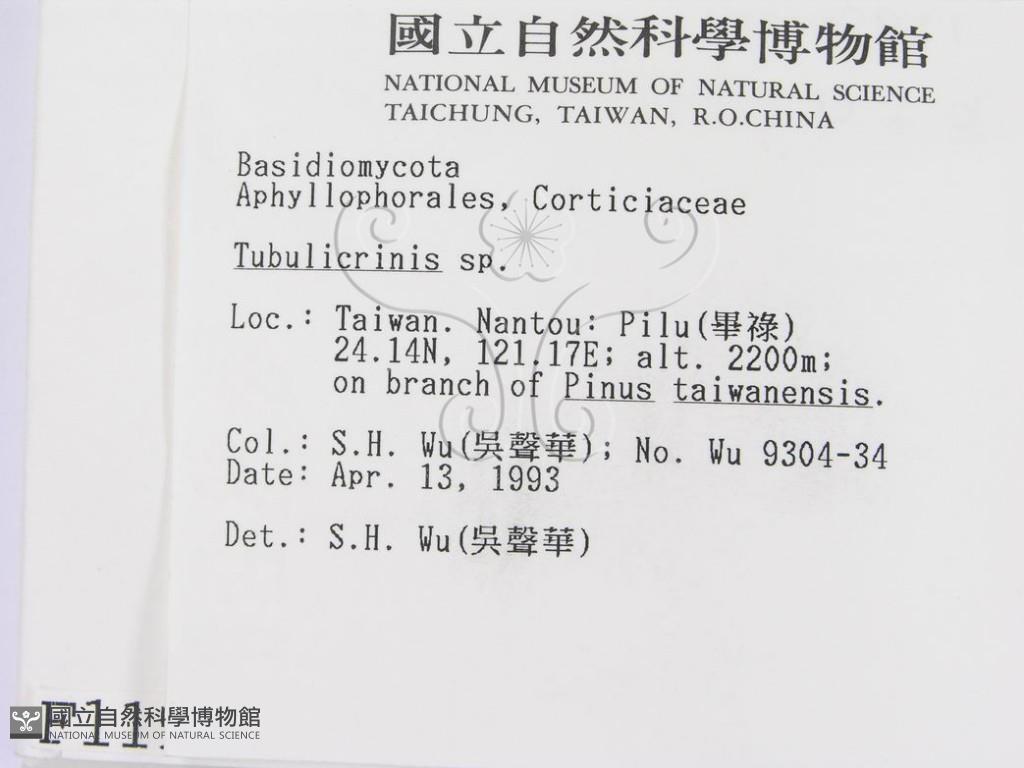 國立自然科學博物館
NATIONAL MUSEUM OF NATURAL SCIENCE
TAICHUNG, TAIWAN, R.O.CHINA
Basidiomycota
Aphyllophorales, Corticiaceae
Tubulicrinis sp.
Loc.: Taiwan. Nantou: Pilu(畢祿)
24.14N, 121.17E; alt. 2200m;
on branch of Pinus taiwanensis.
Col.: S.H. Wu(吳聲華); No. Wu 9304-34
Date: Apr. 13, 1993
Det.: S.H. Wu(吳聲華)
國立自然科學博物館
NATIONAL MUSEUM OF NATURAL SCIENCE